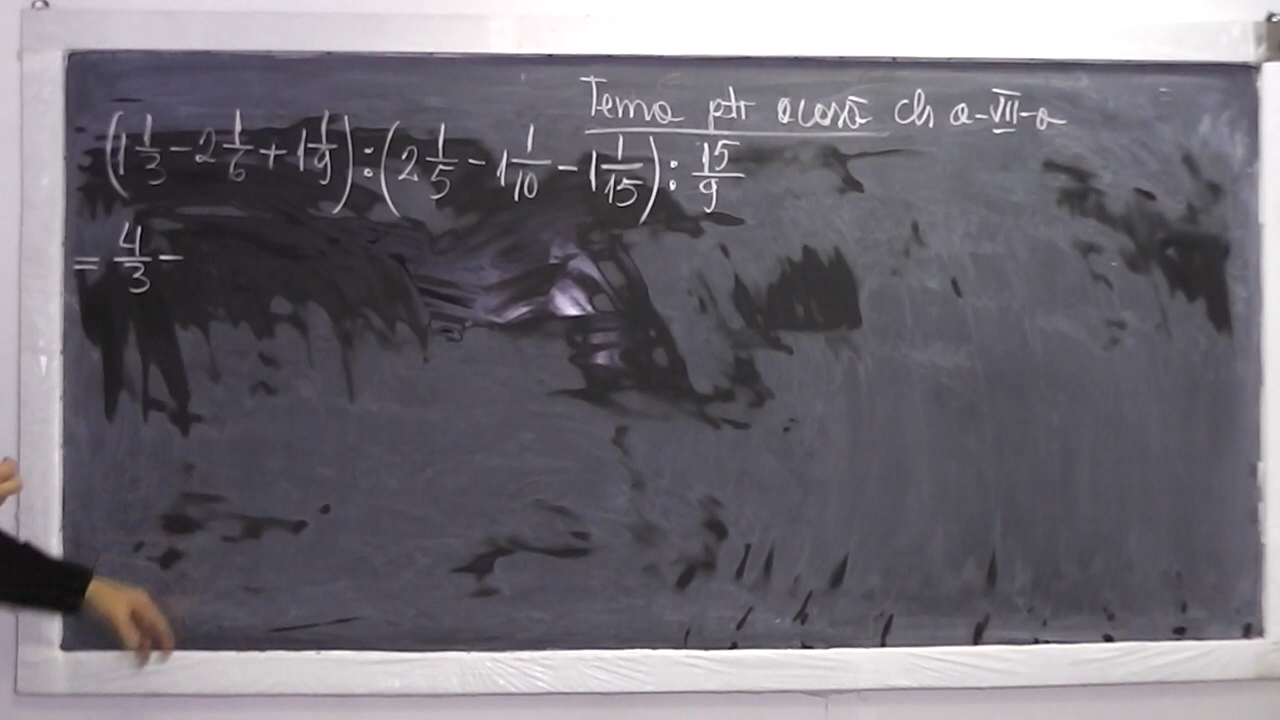 Tema ptr acasă cls a-VII-a
(1 1/3 - 2 1/6 + 1 1/9) : (2 1/5 - 1 1/10 - 1 1/15) : 15/9
= 4/3 -